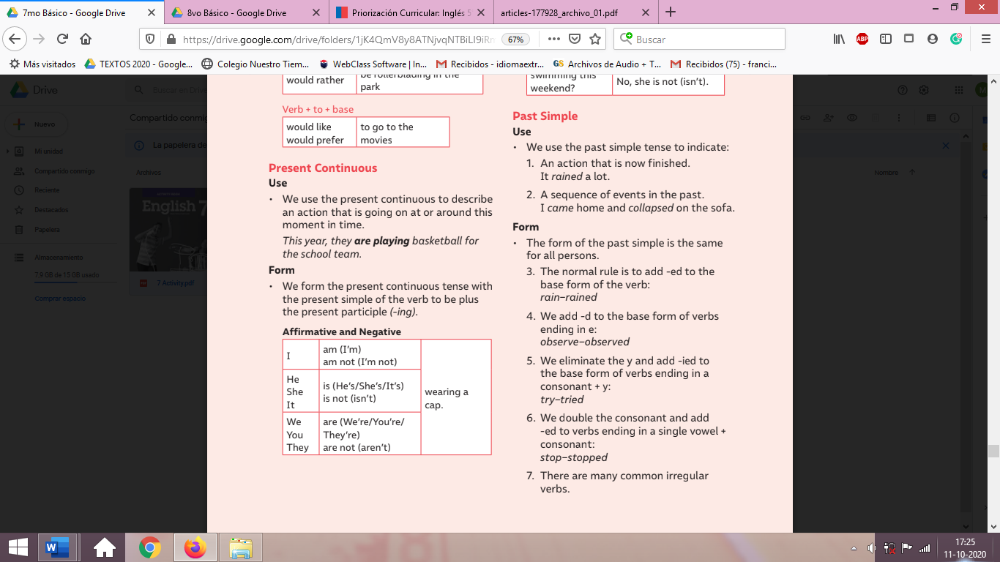 7mo Básico - Google Drive
8vo Básico - Google Drive
Priorización Curricular: Inglés 5
articles-177928_archivo_01.pdf
https://drive.google.com/drive/folders/1jK4QmV8y8ATNjvqNTBiLI9iRm
67%
Buscar
ABP
Más visitados
TEXTOS 2020 - Google...
Colegio Nuestro Tiem...
WebClass Software | In...
Recibidos - idiomaextr...
GS Archivos de Audio + T...
Recibidos (75) - franci...
Drive
Buscar en Drive
Nuevo
Mi unidad
Compartido conmigo
Reciente
Destacados
Papelera
Almacenamiento
7,9 GB de 15 GB usado
Comprar espacio
Compartido conmi
La papelera de
Archivos
English 7
7 Activity.pdf
Nombre
would rather
be rollerblading in the
park
Verb + to + base
would like
would prefer
to go to the
movies
Present Continuous
Use
• We use the present continuous to describe
an action that is going on at or around this
moment in time.
This year, they are playing basketball for
the school team.
Form
• We form the present continuous tense with
the present simple of the verb to be plus
the present participle (-ing).
Affirmative and Negative
I
am (I'm)
am not (I'm not)
He
She
It
is (He's/She's/It's)
is not (isn't)
We
You
They
are (We're/You're/
They're)
are not (aren't)
wearing a
cap.
swimming this
weekend?
No, she is not (isn't).
Past Simple
Use
• We use the past simple tense to indicate:
1. An action that is now finished.
It rained a lot.
2. A sequence of events in the past.
I came home and collapsed on the sofa.
Form
• The form of the past simple is the same
for all persons.
3. The normal rule is to add -ed to the
base form of the verb:
rain–rained
4. We add -d to the base form of verbs
ending in e:
observe–observed
5. We eliminate the y and add -ied to
the base form of verbs ending in a
consonant + y:
try–tried
6. We double the consonant and add
-ed to verbs ending in a single vowel +
consonant:
stop–stopped
7. There are many common irregular
verbs.
17:25
11-10-2020